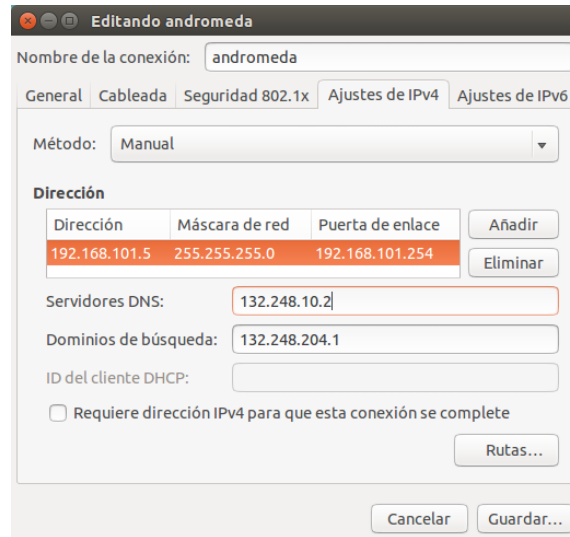 Editando andromeda
Nombre de la conexión: andromeda
General Cableada Seguridad 802.1x Ajustes de IPv4 Ajustes de IPv6
Método: Manual
Dirección
Dirección Máscara de red Puerta de enlace Añadir
192.168.101.5 255.255.255.0 192.168.101.254
Eliminar
Servidores DNS: 132.248.10.2
Dominios de búsqueda: 132.248.204.1
ID del cliente DHCP:
Requiere dirección IPv4 para que esta conexión se complete
Rutas...
Cancelar Guardar...